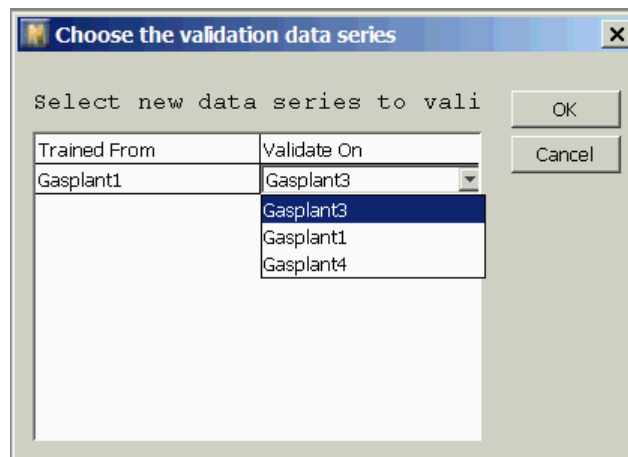 Choose the validation data series
Select new data series to vali
OK
Trained From Validate On
Cancel
Gasplant1 Gasplant3
Gasplant3
Gasplant1
Gasplant4